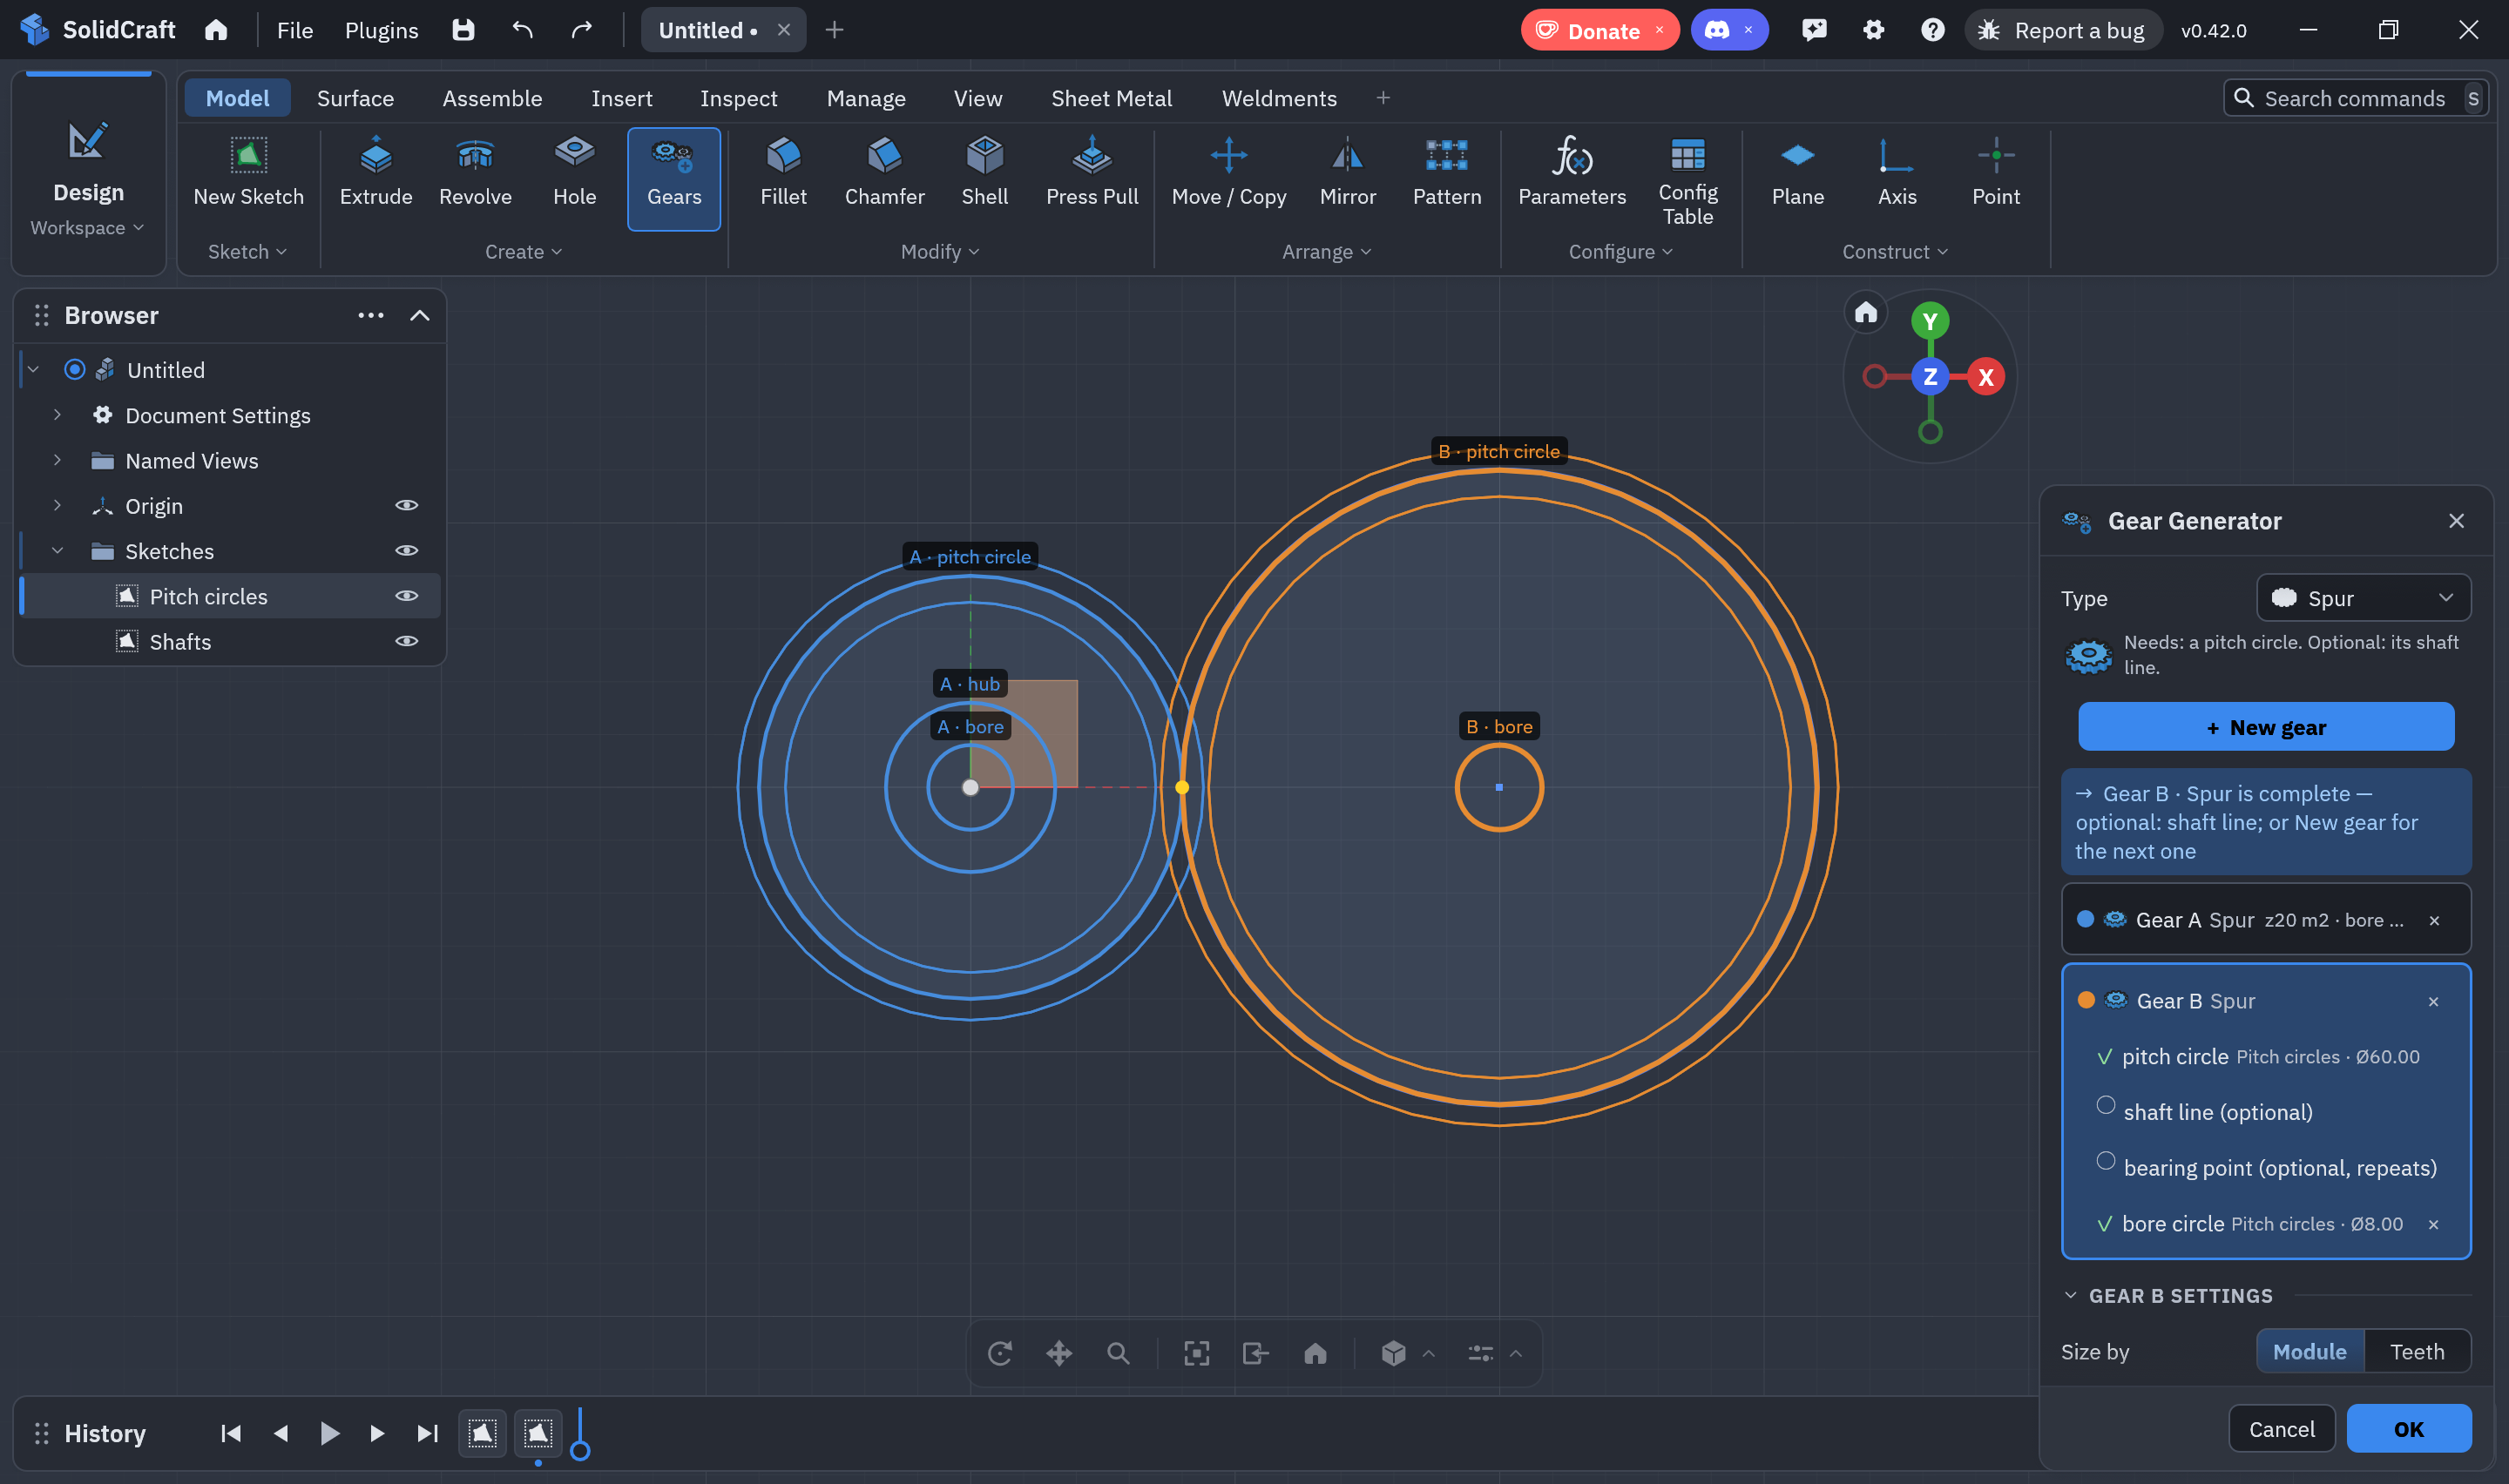 SolidCraft
File
Plugins
Untitled •
Donate
Report a bug
v0.42.0
Design
Workspace
Model
Surface
Assemble
Insert
Inspect
Manage
View
Sheet Metal
Weldments
Search commands
S
New Sketch
Extrude
Revolve
Hole
Gears
Fillet
Chamfer
Shell
Press Pull
Move / Copy
Mirror
Pattern
Parameters
Config
Table
Plane
Axis
Point
Sketch
Create
Modify
Arrange
Configure
Construct
Browser
Untitled
Document Settings
Named Views
Origin
Sketches
Pitch circles
Shafts
Y
Z
X
B · pitch circle
A · pitch circle
A · hub
A · bore
B · bore
Gear Generator
Type
Spur
Needs: a pitch circle. Optional: its shaft
line.
+ New gear
→ Gear B · Spur is complete —
optional: shaft line; or New gear for
the next one
Gear A Spur z20 m2 · bore ...
Gear B Spur
pitch circle Pitch circles · Ø60.00
shaft line (optional)
bearing point (optional, repeats)
bore circle Pitch circles · Ø8.00
GEAR B SETTINGS
Size by
Module
Teeth
Cancel
OK
History